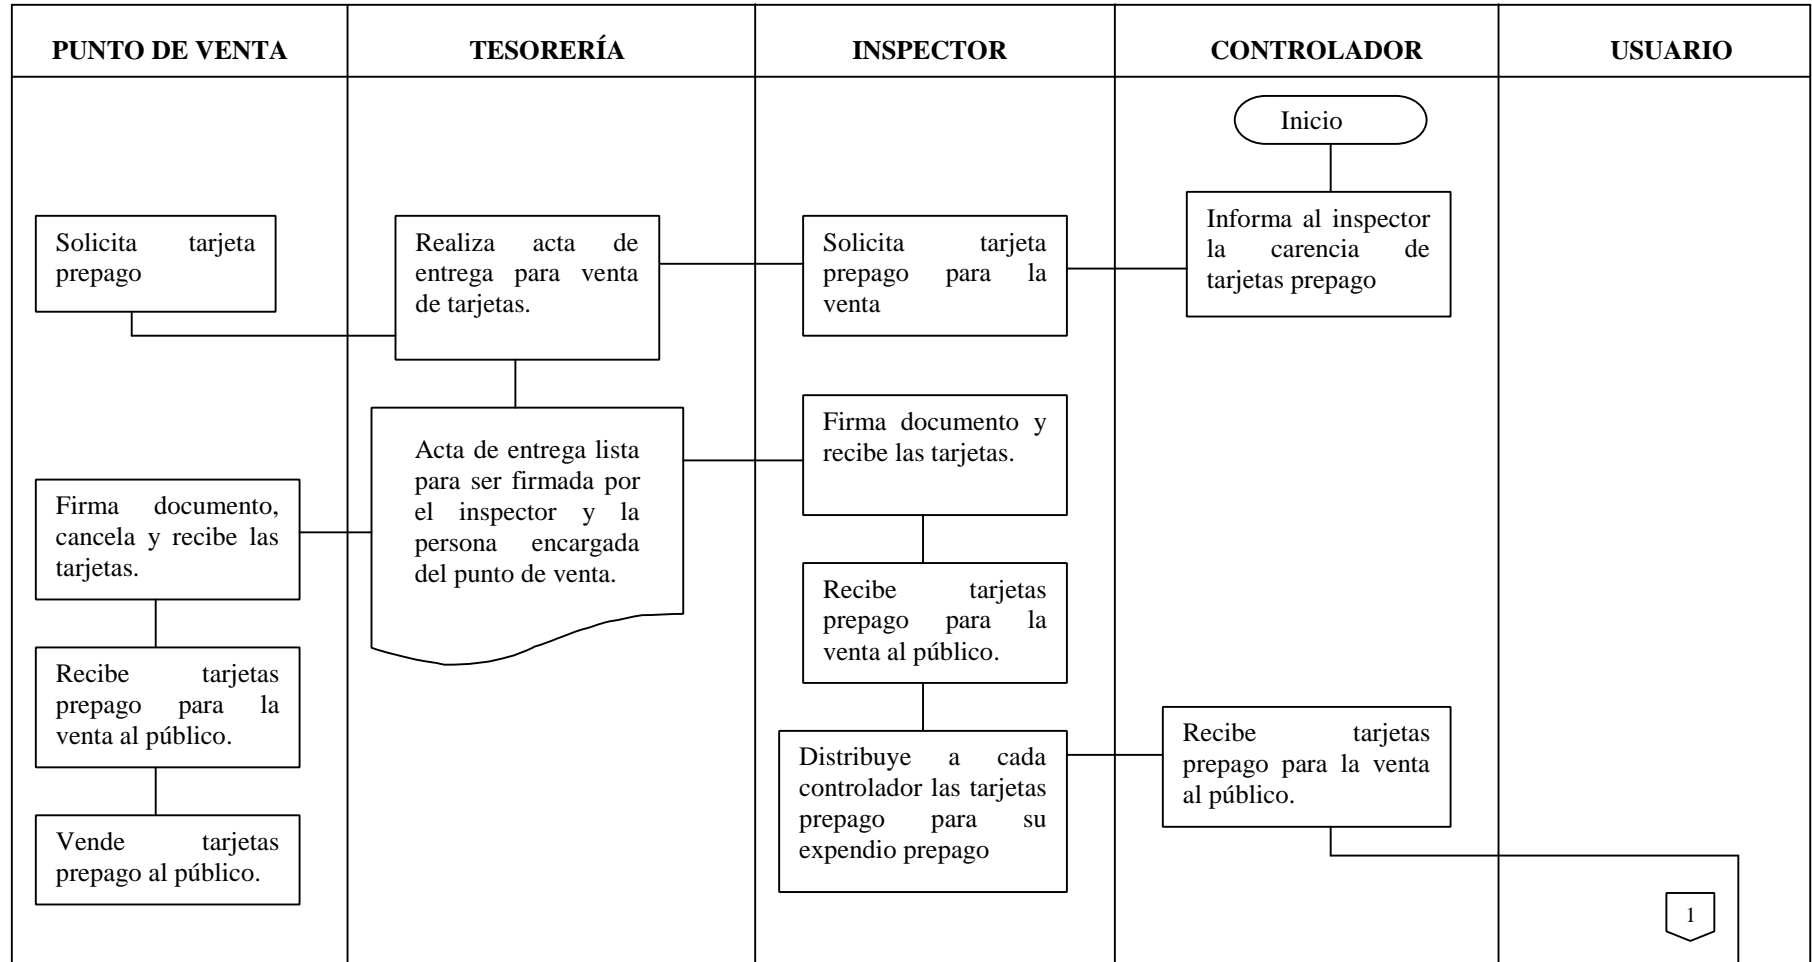 PUNTO DE VENTA
TESORERÍA
INSPECTOR
CONTROLADOR
USUARIO
Inicio
Informa al inspector
la carencia de
tarjetas prepago
Solicita tarjeta
prepago para la
venta
Realiza acta de
entrega para venta
de tarjetas.
Solicita tarjeta
prepago
Acta de entrega lista
para ser firmada por
el inspector y la
persona encargada
del punto de venta.
Firma documento y
recibe las tarjetas.
Firma documento,
cancela y recibe las
tarjetas.
Recibe tarjetas
prepago para la
venta al público.
Recibe tarjetas
prepago para la
venta al público.
Distribuye a cada
controlador las tarjetas
prepago para su
expendio prepago
Recibe tarjetas
prepago para la venta
al público.
Vende tarjetas
prepago al público.
1